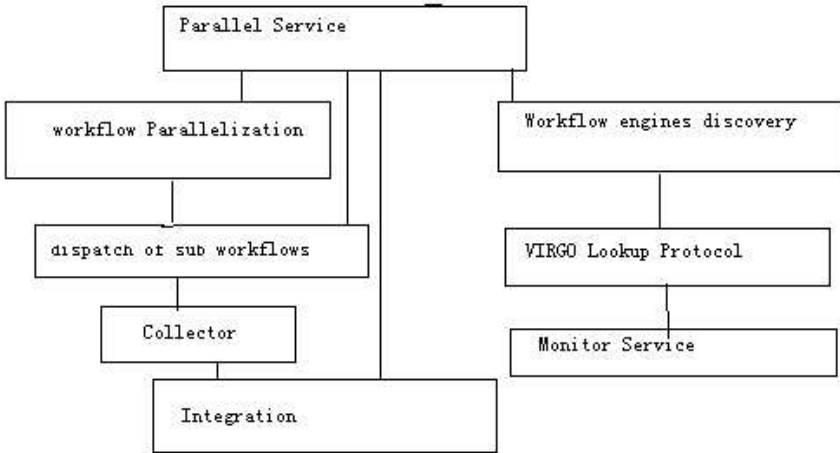 Parallel Service
workflow Parallelization
Workflow engines discovery
dispatch of sub workflows
VIRGO Lookup Protocol
Collector
Monitor Service
Integration